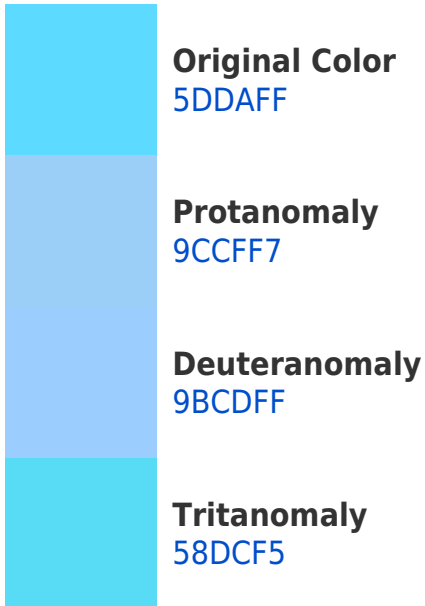 Original Color
5DDAFF
Protanomaly
9CCFF7
Deuteranomaly
9BCDFF
Tritanomaly
58DCF5